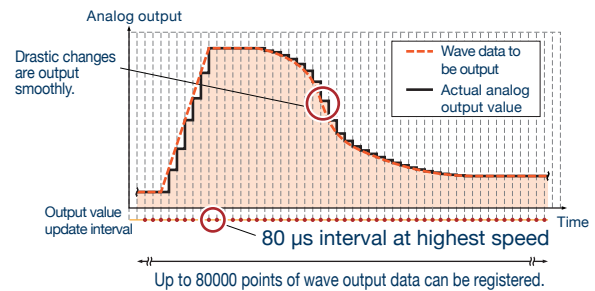 Analog output
Drastic changes
are output
smoothly.
Wave data to
be output
Actual analog
output value
Output value
update interval
Time
80 µs interval at highest speed
Up to 80000 points of wave output data can be registered.